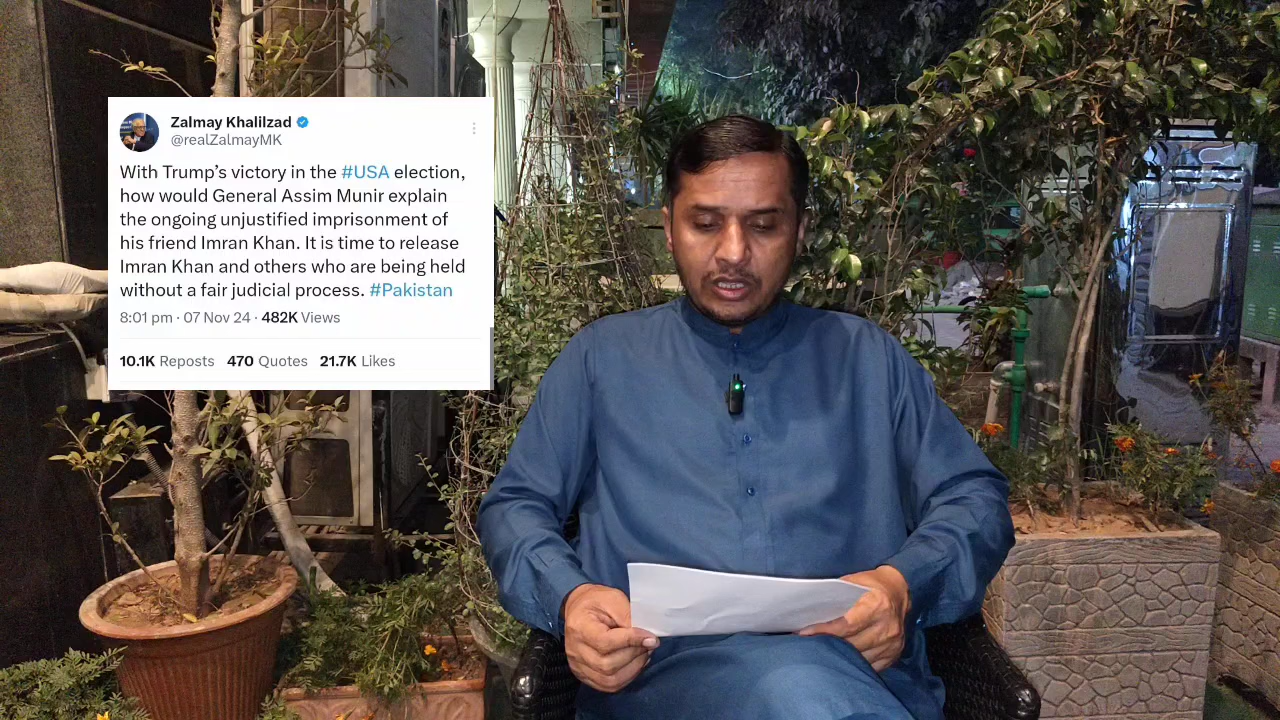 Zalmay Khalilzad
@realZalmayMK
With Trump's victory in the #USA election,
how would General Assim Munir explain
the ongoing unjustified imprisonment of
his friend Imran Khan. It is time to release
Imran Khan and others who are being held
without a fair judicial process. #Pakistan
8:01 pm · 07 Nov 24 · 482K Views
10.1K Reposts 470 Quotes 21.7K Likes